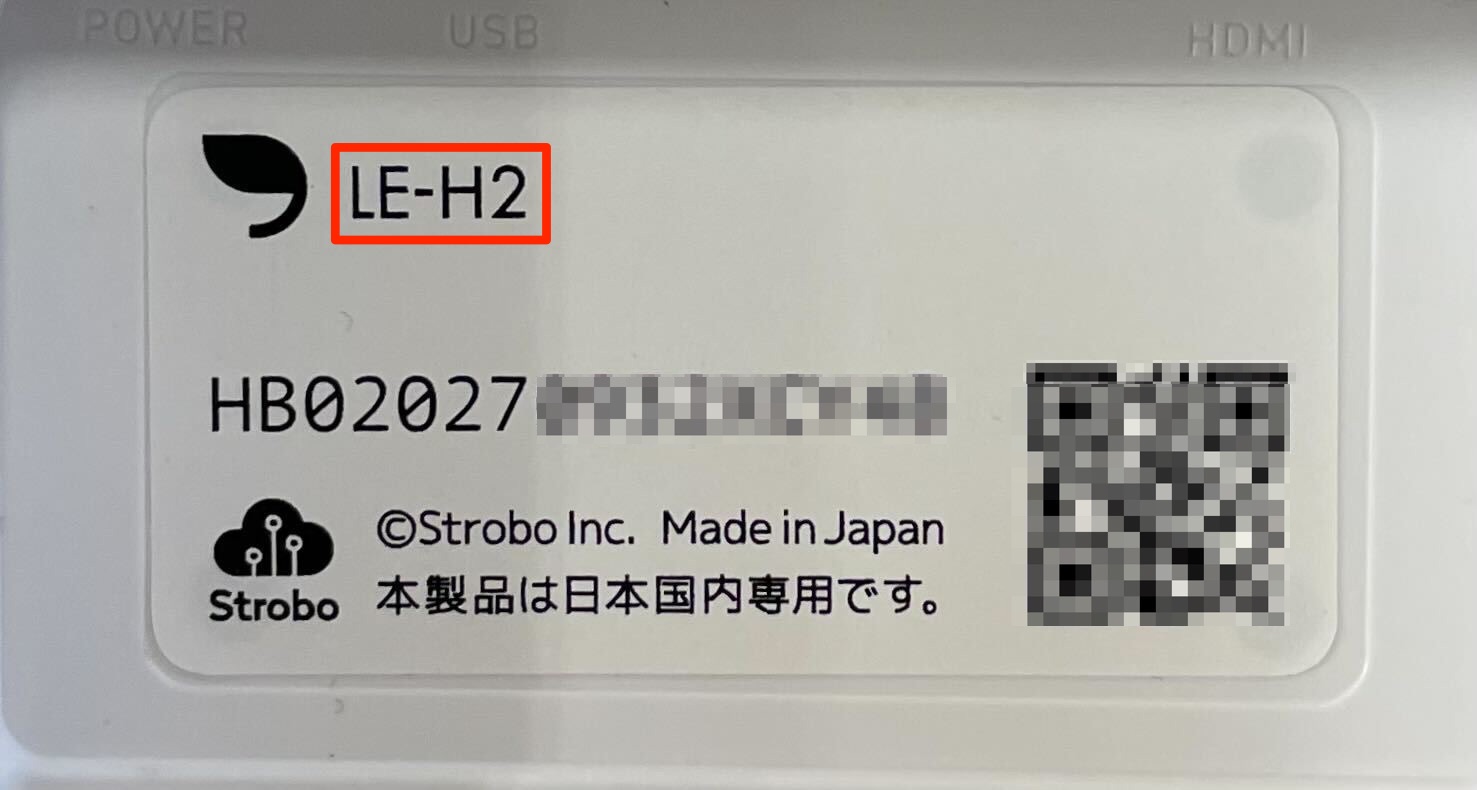 POWER USB HDMI
LE-H2
HB02027
©Strobo Inc. Made in Japan
Strobo 本製品は日本国内専用です。